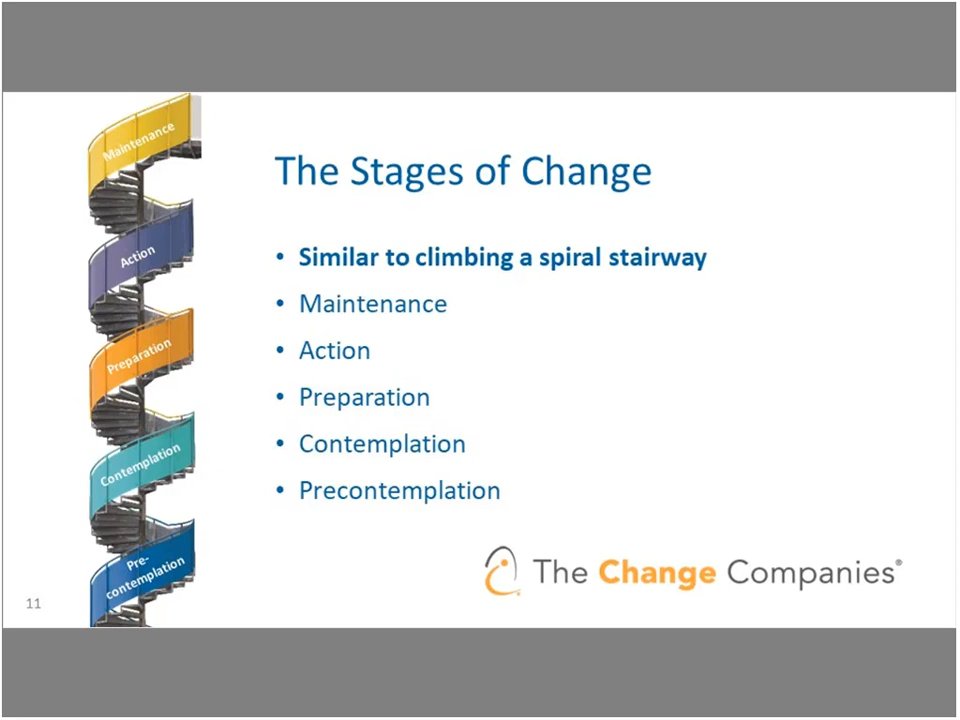 Maintenance
Action
Preparation
Contemplation
Pre-
contemplation
The Stages of Change
• Similar to climbing a spiral stairway
• Maintenance
• Action
• Preparation
• Contemplation
• Precontemplation
The Change Companies®
11